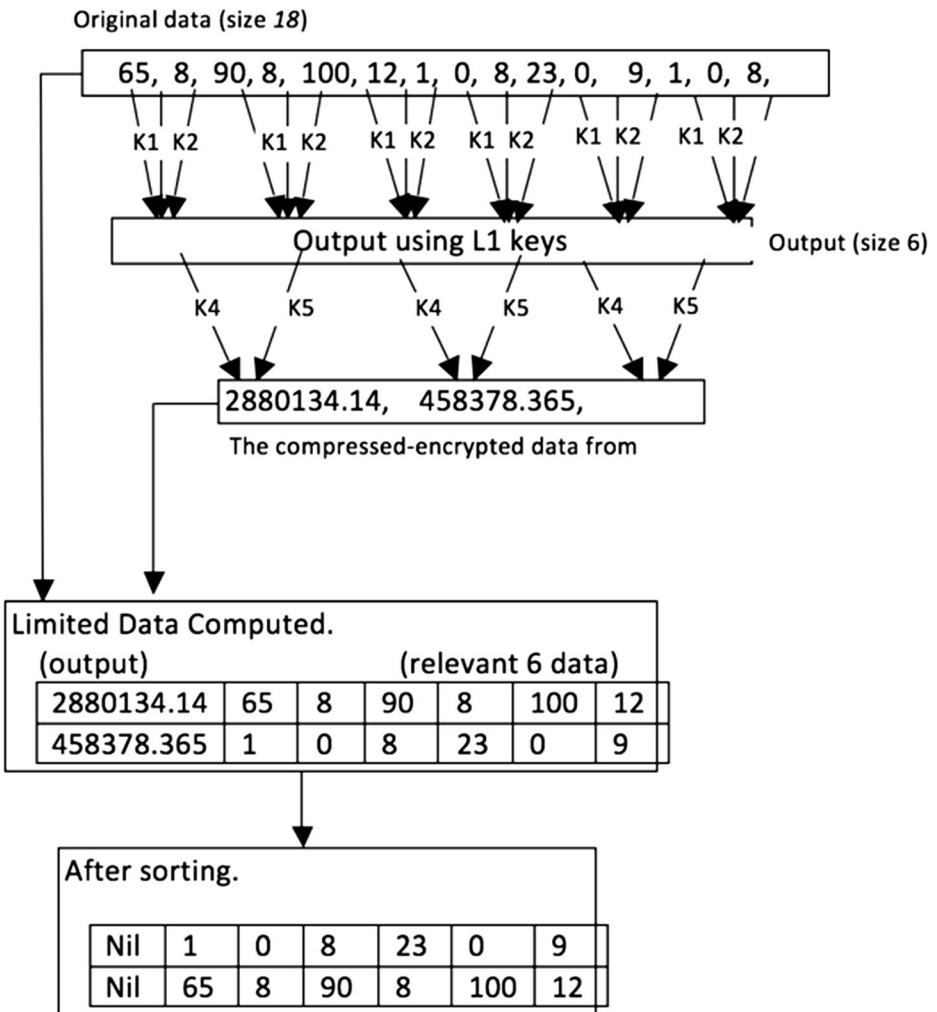 Original data (size 18)
65, 8, 90, 8, 100, 12, 1, 0, 8, 23, 0, 9, 1, 0, 8,
K1 K2 K1 K2 K1 K2 K1 K2 K1 K2 K1 K2
Output using L1 keys
Output (size 6)
K4 K5 K4 K5 K4 K5
2880134.14, 458378.365,
The compressed-encrypted data from
Limited Data Computed.
(output) (relevant 6 data)
2880134.14 65 8 90 8 100 12
458378.365 1 0 8 23 0 9
After sorting.
Nil 1 0 8 23 0 9
Nil 65 8 90 8 100 12